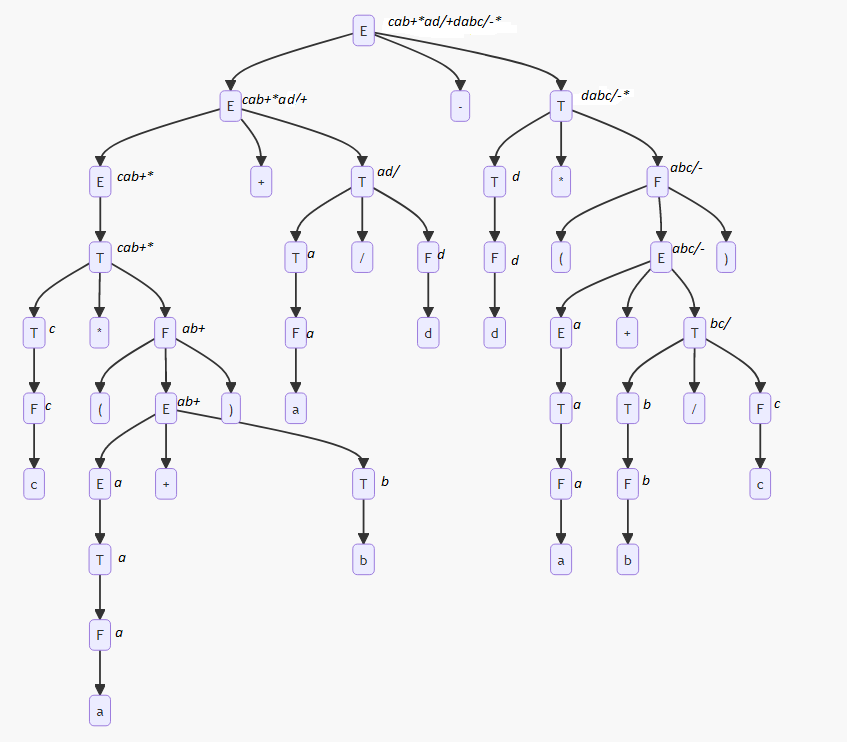 E cab+*ad/+dabc/-*
E cab+*ad/+ - T dabc/-*
E cab+* + T ad/ T d * F abc/-
T cab+* T a / F d F d ( E abc/- )
T c * F ab+ F a d d E a + T bc/
F c ( E ab+ ) a T a T b / F c
c E a + T b F a F b c
T a b a b
F a
a